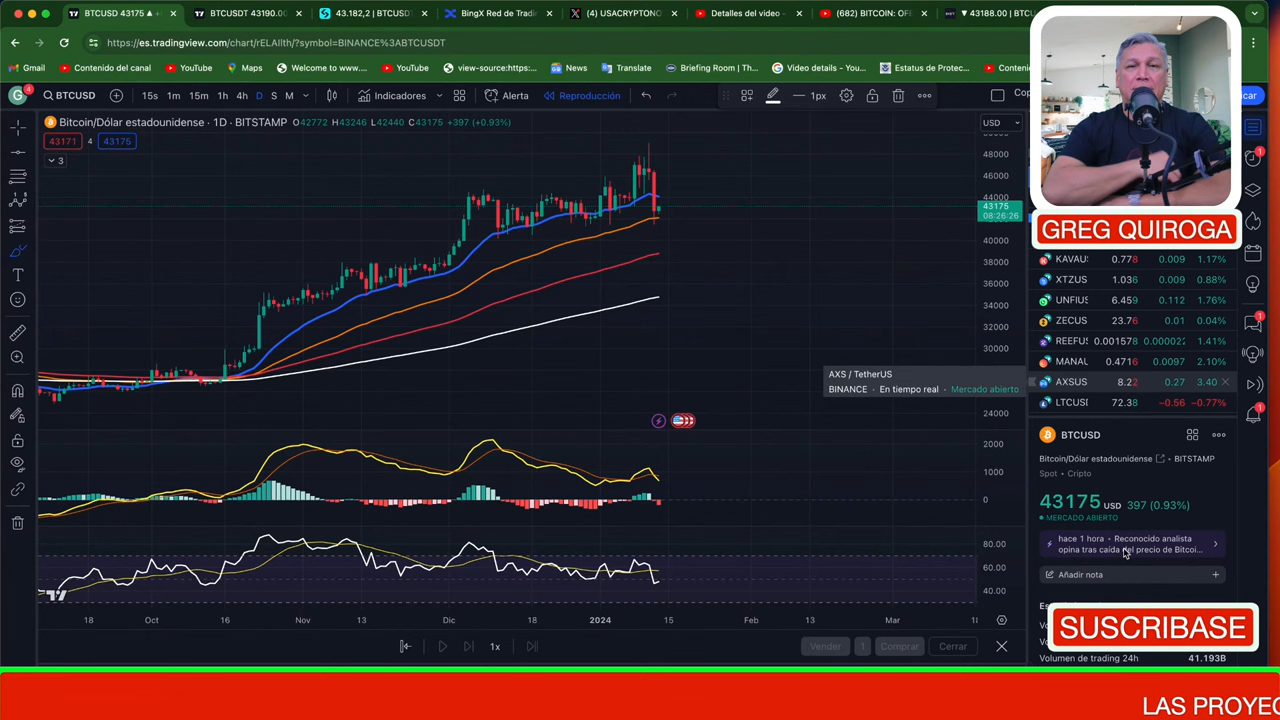 BTCUSD 43175 ▲ +
BTCUSDT 43190.00
43.182,2 | BTCUSD
BingX Red de Tradi
(4) USACRYPTONO
Detalles del video -
(682) BITCOIN: OFE
▼ 43188.00 | BTCUS
https://es.tradingview.com/chart/rELAIlth/?symbol=BINANCE%3ABTCUSDT
Gmail
Contenido del canal
YouTube
Maps
Welcome to www....
YouTube
view-source:https:...
News
Translate
Briefing Room | Th...
Video details - You...
Estatus de Protec...
BTCUSD
15s 1m 15m 1h 4h D S M
Indicadores
Alerta
Reproducción
1px
Bitcoin/Dólar estadounidense · 1D · BITSTAMP O42772 H43246 L42440 C43175 +397 (+0.93%)
USD
43171 4 43175
3
48000
46000
44000
43175
08:26:26
40000
38000
36000
34000
32000
30000
24000
AXS / TetherUS
BINANCE • En tiempo real • Mercado abierto
2000
1000
0
80.00
60.00
40.00
18 Oct 16 Nov 13 Dic 18 2024 15 Feb 13 Mar
1x
Vender 1 Comprar
Cerrar
GREG QUIROGA
KAVAUS 0.778 0.009 1.17%
XTZUS 1.036 0.009 0.88%
UNFIUS 6.459 0.112 1.76%
ZECUS 23.76 0.01 0.04%
REEFUS 0.001578 0.000022 1.41%
MANAU 0.4716 0.0097 2.10%
AXSUS 8.22 0.27 3.40
LTCUSD 72.38 −0.56 −0.77%
BTCUSD
Bitcoin/Dólar estadounidense • BITSTAMP
Spot • Cripto
43175 USD 397 (0.93%)
MERCADO ABIERTO
hace 1 hora • Reconocido analista
opina tras caída del precio de Bitcoi...
Añadir nota
SUSCRIBASE
Volumen de trading 24h 41.193B
LAS PROYEC